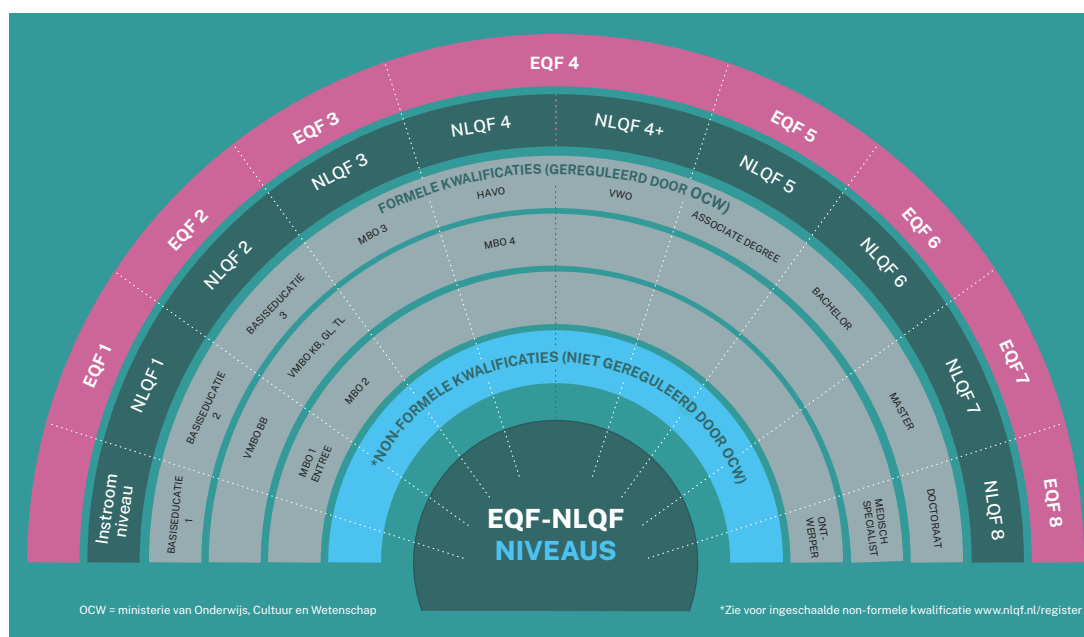 EQF 1
EQF 2
EQF 3
EQF 4
EQF 5
EQF 6
EQF 7
EQF 8
Instroom
niveau
NLQF 1
NLQF 2
NLQF 3
NLQF 4
NLQF 4+
NLQF 5
NLQF 6
NLQF 7
NLQF 8
FORMELE KWALIFICATIES (GEREGULEERD DOOR OCW)
BASISEDUCATIE
1
BASISEDUCATIE
2
BASISEDUCATIE
3
MBO 3
HAVO
VWO
ASSOCIATE DEGREE
BACHELOR
MASTER
DOCTORAAT
VMBO BB
VMBO KB, GL, TL
MBO 4
MEDISCH
SPECIALIST
MBO 1
ENTREE
MBO 2
ONT-
WERPER
*NON-FORMELE KWALIFICATIES (NIET GEREGULEERD DOOR OCW)
EQF-NLQF
NIVEAUS
OCW = ministerie van Onderwijs, Cultuur en Wetenschap
*Zie voor ingeschaalde non-formele kwalificatie www.nlqf.nl/register